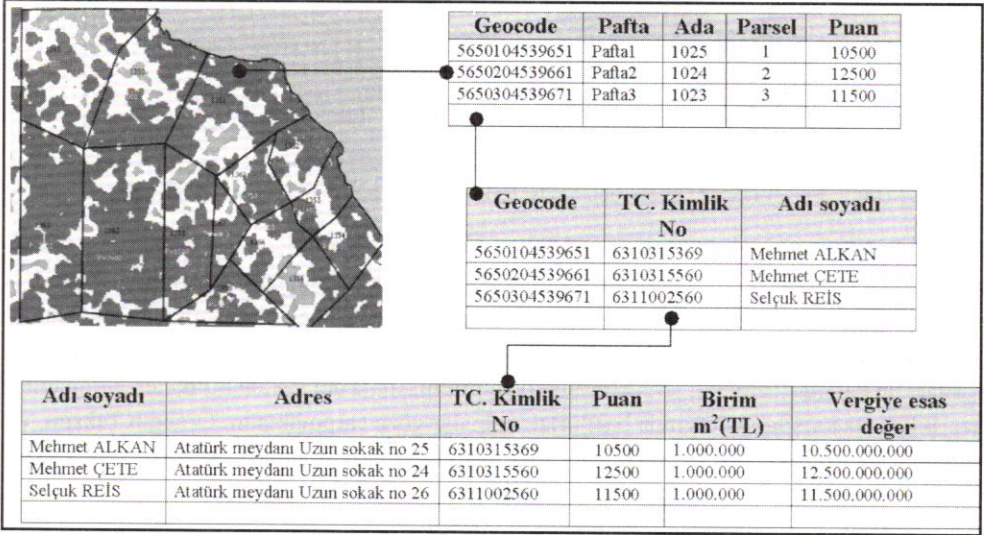 Geocode Pafta Ada Parsel Puan
5650104539651 Pafta1 1025 1 10500
5650204539661 Pafta2 1024 2 12500
5650304539671 Pafta3 1023 3 11500
Geocode TC. Kimlik No Adı soyadı
5650104539651 6310315369 Mehmet ALKAN
5650204539661 6310315560 Mehmet ÇETE
5650304539671 6311002560 Selçuk REİS
Adı soyadı Adres TC. Kimlik No Puan Birim m²(TL) Vergiye esas değer
Mehmet ALKAN Atatürk meydanı Uzun sokak no 25 6310315369 10500 1.000.000 10.500.000.000
Mehmet ÇETE Atatürk meydanı Uzun sokak no 24 6310315560 12500 1.000.000 12.500.000.000
Selçuk REİS Atatürk meydanı Uzun sokak no 26 6311002560 11500 1.000.000 11.500.000.000